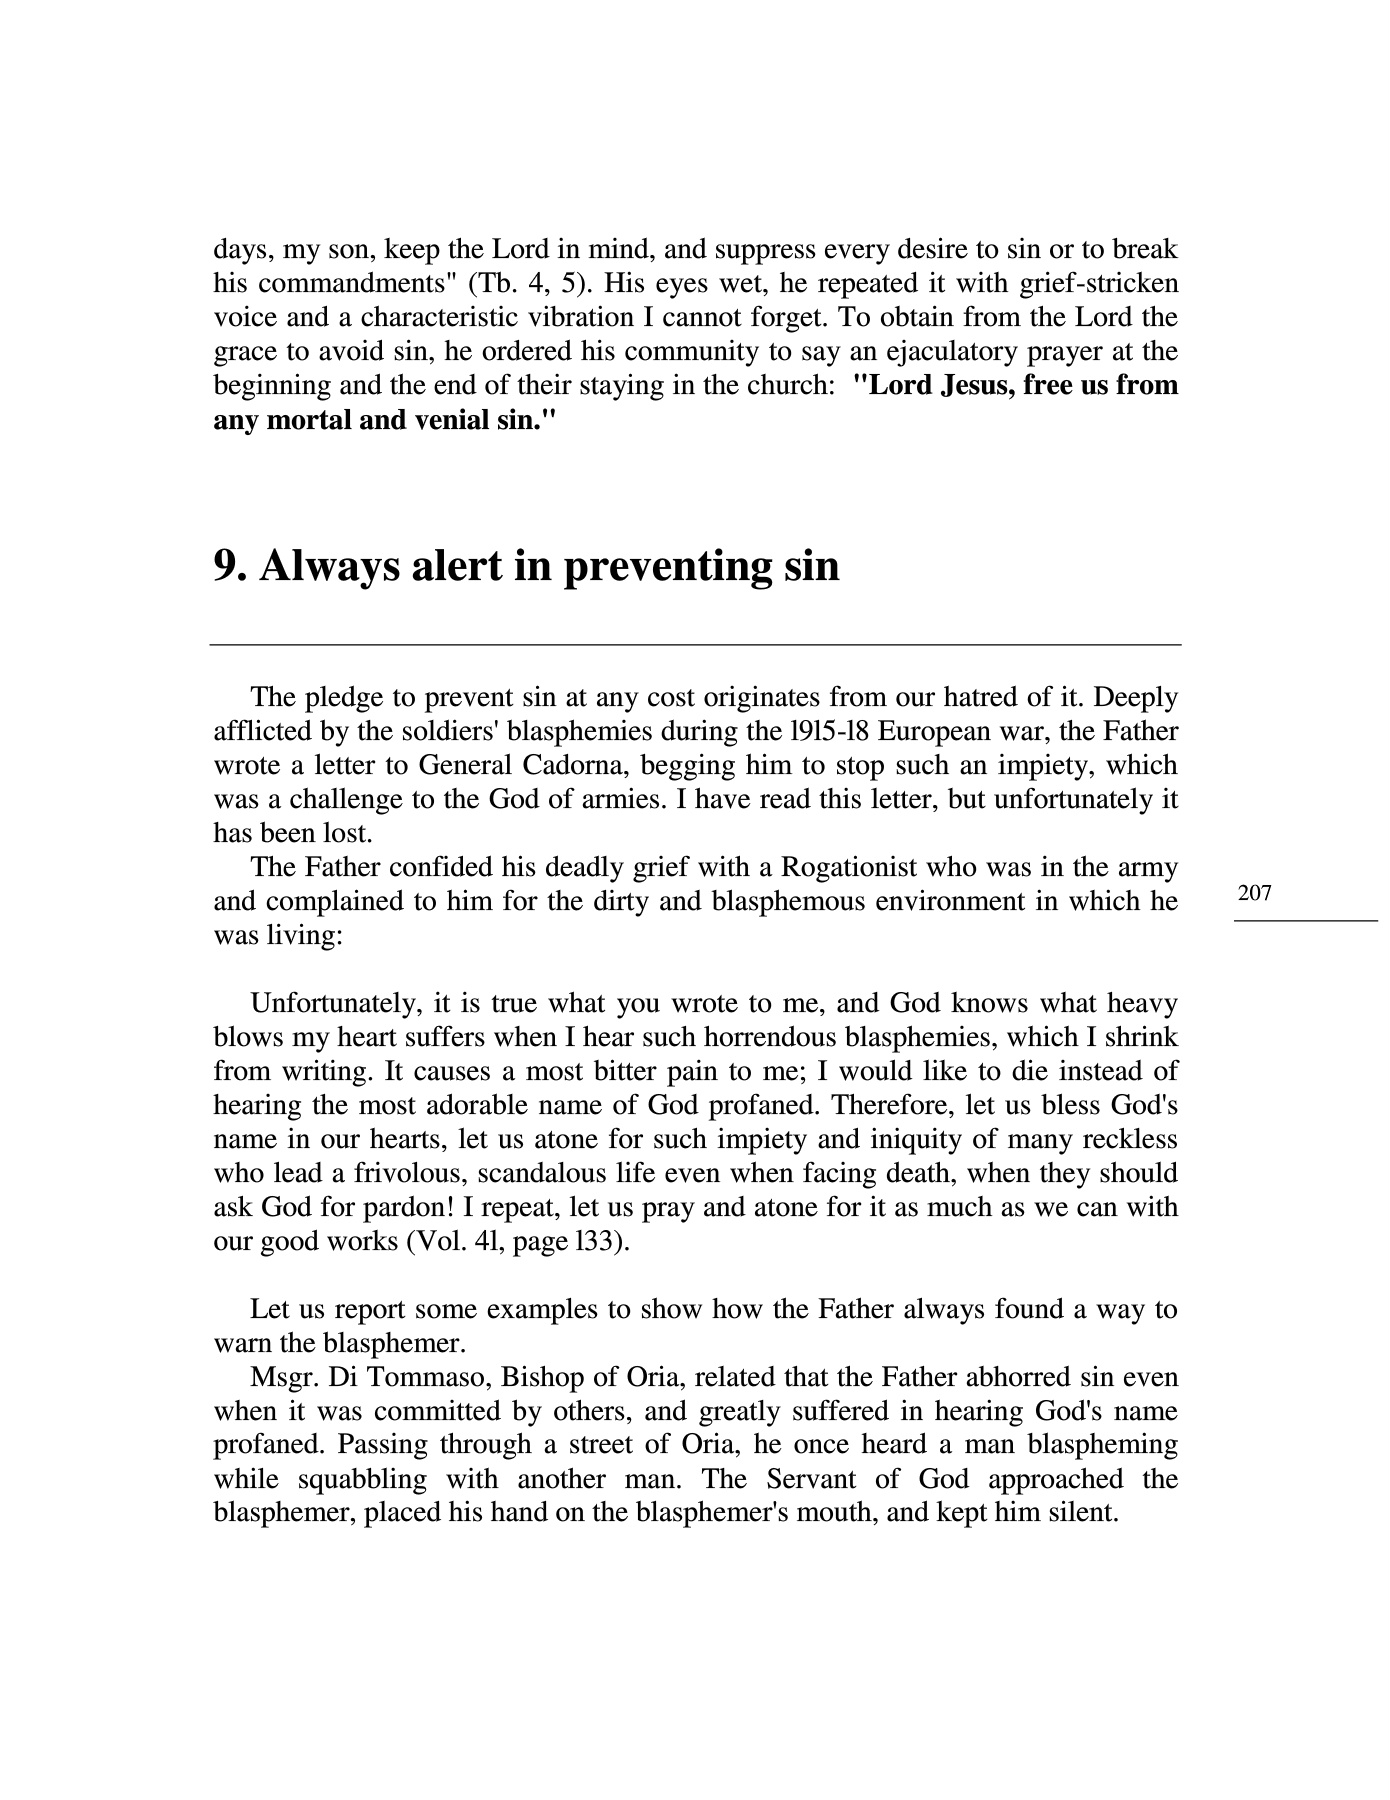 days, my son, keep the Lord in mind, and suppress every desire to sin or to break
his commandments" (Tb. 4, 5). His eyes wet, he repeated it with grief-stricken
voice and a characteristic vibration I cannot forget. To obtain from the Lord the
grace to avoid sin, he ordered his community to say an ejaculatory prayer at the
beginning and the end of their staying in the church: "Lord Jesus, free us from
any mortal and venial sin."
9. Always alert in preventing sin
The pledge to prevent sin at any cost originates from our hatred of it. Deeply
afflicted by the soldiers' blasphemies during the l9l5-l8 European war, the Father
wrote a letter to General Cadorna, begging him to stop such an impiety, which
was a challenge to the God of armies. I have read this letter, but unfortunately it
has been lost.
The Father confided his deadly grief with a Rogationist who was in the army
and complained to him for the dirty and blasphemous environment in which he
was living:
207
Unfortunately, it is true what you wrote to me, and God knows what heavy
blows my heart suffers when I hear such horrendous blasphemies, which I shrink
from writing. It causes a most bitter pain to me; I would like to die instead of
hearing the most adorable name of God profaned. Therefore, let us bless God's
name in our hearts, let us atone for such impiety and iniquity of many reckless
who lead a frivolous, scandalous life even when facing death, when they should
ask God for pardon! I repeat, let us pray and atone for it as much as we can with
our good works (Vol. 4l, page l33).
Let us report some examples to show how the Father always found a way to
warn the blasphemer.
Msgr. Di Tommaso, Bishop of Oria, related that the Father abhorred sin even
when it was committed by others, and greatly suffered in hearing God's name
profaned. Passing through a street of Oria, he once heard a man blaspheming
while squabbling with another man. The Servant of God approached the
blasphemer, placed his hand on the blasphemer's mouth, and kept him silent.